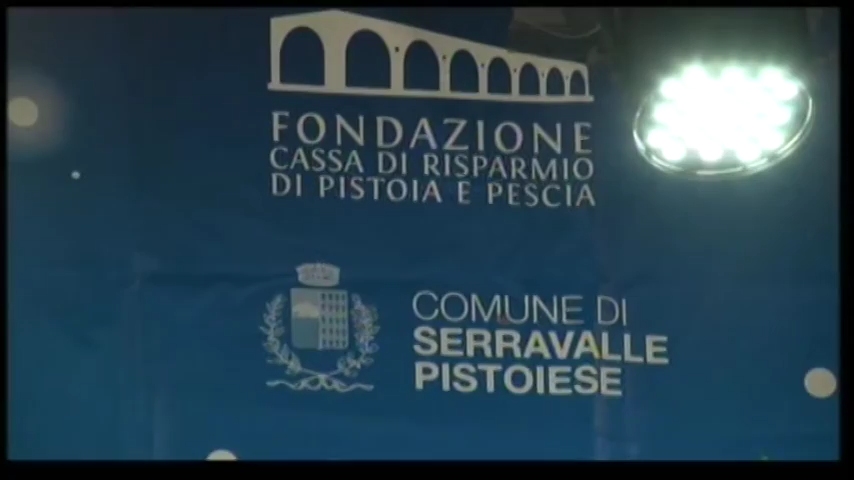 FONDAZIONE
CASSA DI RISPARMIO
DI PISTOIA E PESCIA
COMUNE DI
SERRAVALLE
PISTOIESE